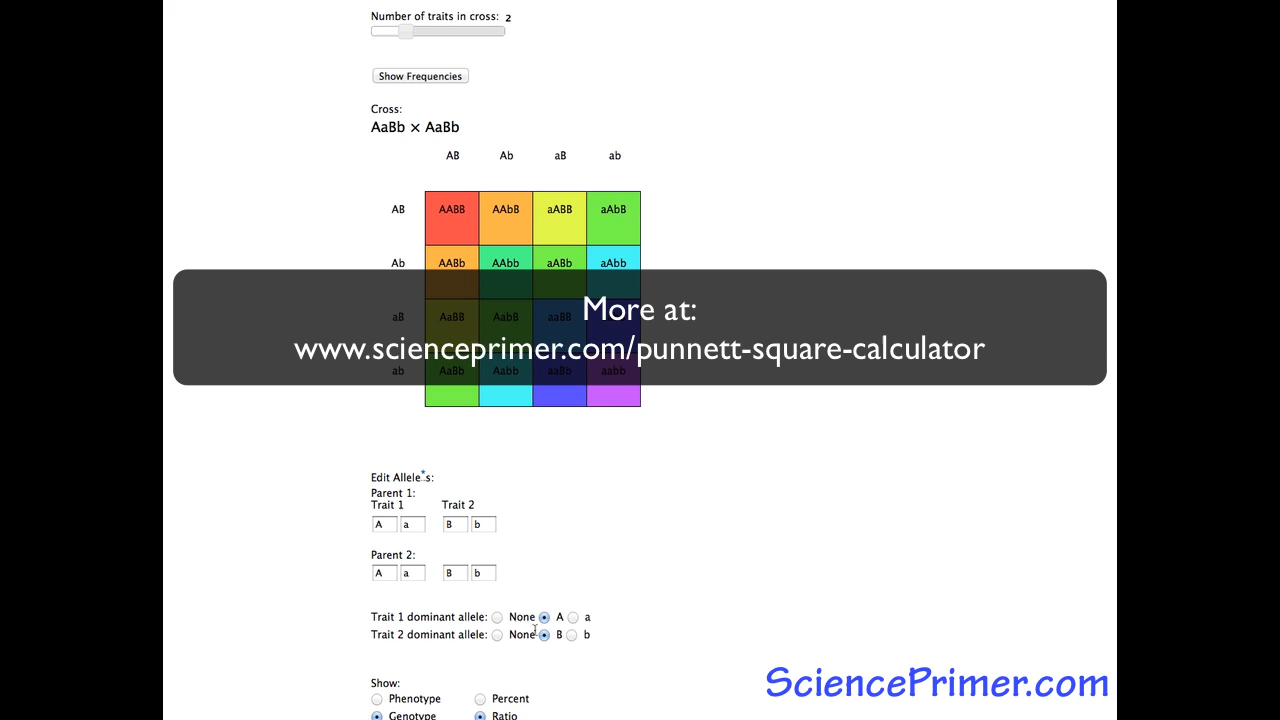 Number of traits in cross: 2
Show Frequencies
Cross:
AaBb × AaBb
AB Ab aB ab
AB AABB AAbB aABB aAbB
Ab AABb AAbb aABb aAbb
More at:
aB AaBB AabB aaBB
www.scienceprimer.com/punnett-square-calculator
ab AaBb Aabb aaBb aabb
Edit Alleles:
Parent 1:
Trait 1 Trait 2
A a B b
Parent 2:
A a B b
Trait 1 dominant allele: None A a
Trait 2 dominant allele: None B b
SciencePrimer.com
Show:
Phenotype Percent
Genotype Ratio